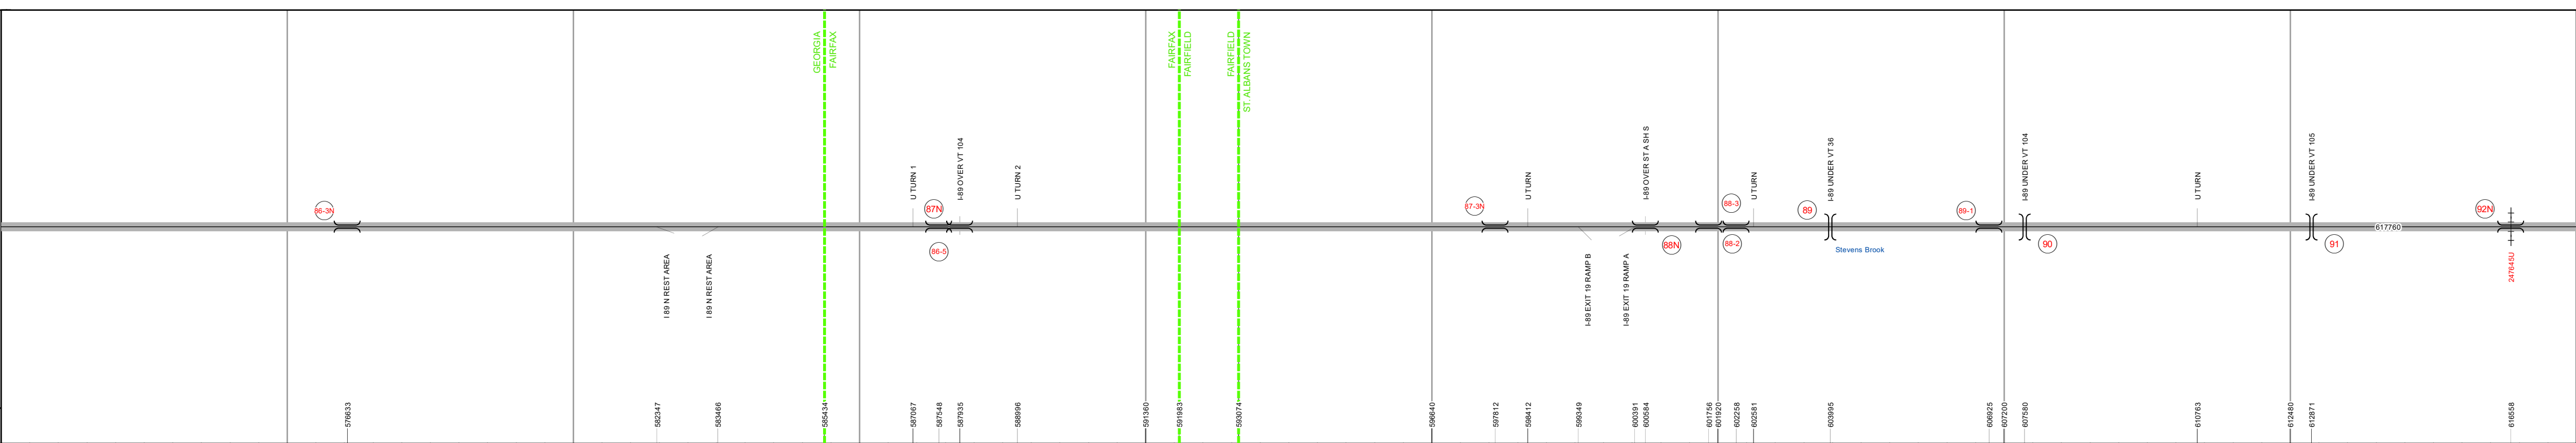 GEORGIA
FAIRFAX
FAIRFAX
FAIRFIELD
FAIRFIELD
ST. ALBANS TOWN
86-3N
I 89 N REST AREA
I 89 N REST AREA
U TURN 1
87N
86-5
I-89 OVER VT 104
U TURN 2
87-3N
U TURN
I-89 EXIT 19 RAMP B
I-89 EXIT 19 RAMP A
I-89 OVER ST A SH S
88N
88-3
88-2
U TURN
89
I-89 UNDER VT 36
Stevens Brook
89-1
I-89 UNDER VT 104
90
U TURN
I-89 UNDER VT 105
91
617760
92N
247645U
576633
582347
583466
585434
587067
587548
587935
588996
591360
591983
593074
596640
597812
598412
599349
600391
600584
601756
601920
602258
602581
603995
606925
607200
607580
610763
612480
612871
616558